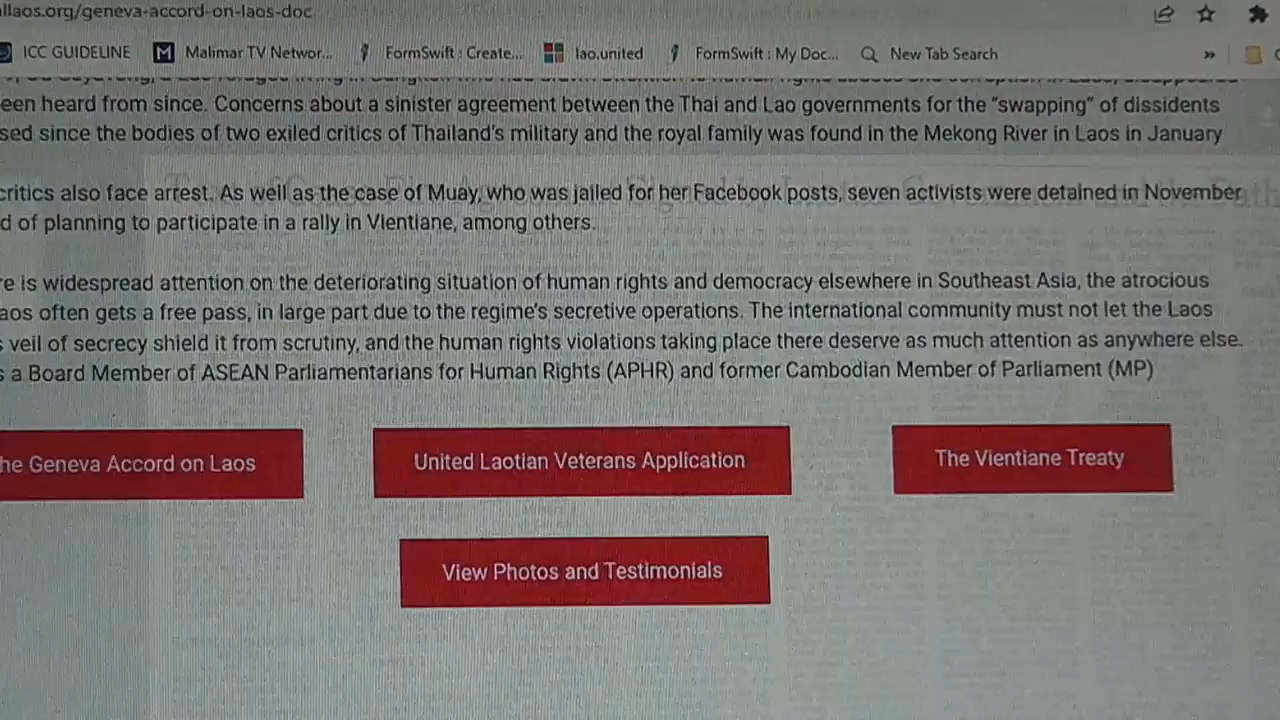 llaos.org/geneva-accord-on-laos-doc
ICC GUIDELINE Malimar TV Networ... FormSwift : Create... lao.united FormSwift : My Doc... New Tab Search »
een heard from since. Concerns about a sinister agreement between the Thai and Lao governments for the "swapping" of dissidents
sed since the bodies of two exiled critics of Thailand's military and the royal family was found in the Mekong River in Laos in January
critics also face arrest. As well as the case of Muay, who was jailed for her Facebook posts, seven activists were detained in November
d of planning to participate in a rally in Vientiane, among others.
re is widespread attention on the deteriorating situation of human rights and democracy elsewhere in Southeast Asia, the atrocious
aos often gets a free pass, in large part due to the regime's secretive operations. The international community must not let the Laos
s veil of secrecy shield it from scrutiny, and the human rights violations taking place there deserve as much attention as anywhere else.
s a Board Member of ASEAN Parliamentarians for Human Rights (APHR) and former Cambodian Member of Parliament (MP)
he Geneva Accord on Laos
United Laotian Veterans Application
The Vientiane Treaty
View Photos and Testimonials